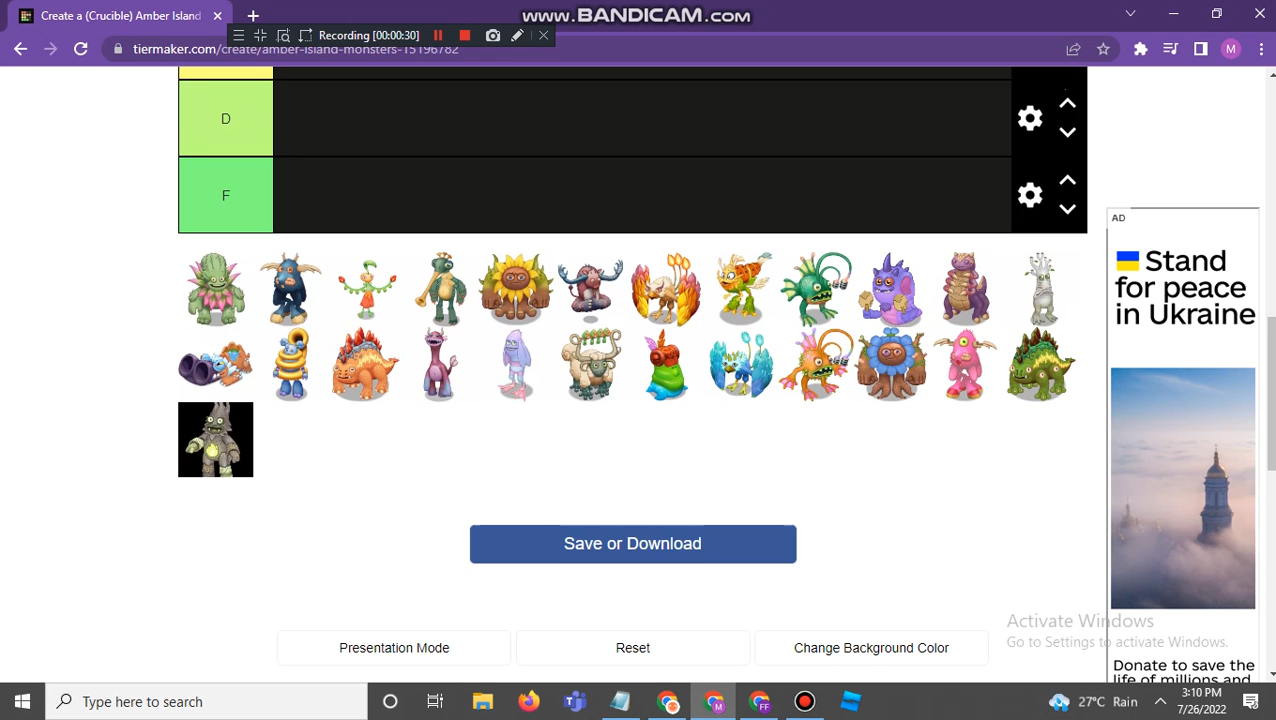 Create a (Crucible) Amber Island
www.BANDICAM.com
Recording [00:00:30]
tiermaker.com/create/amber-island-monsters-15196782
D
F
AD
Stand
for peace
in Ukraine
Save or Download
Activate Windows
Go to Settings to activate Windows.
Presentation Mode
Reset
Change Background Color
Donate to save the
life of millions and
Type here to search
27°C Rain
3:10 PM
7/26/2022
M